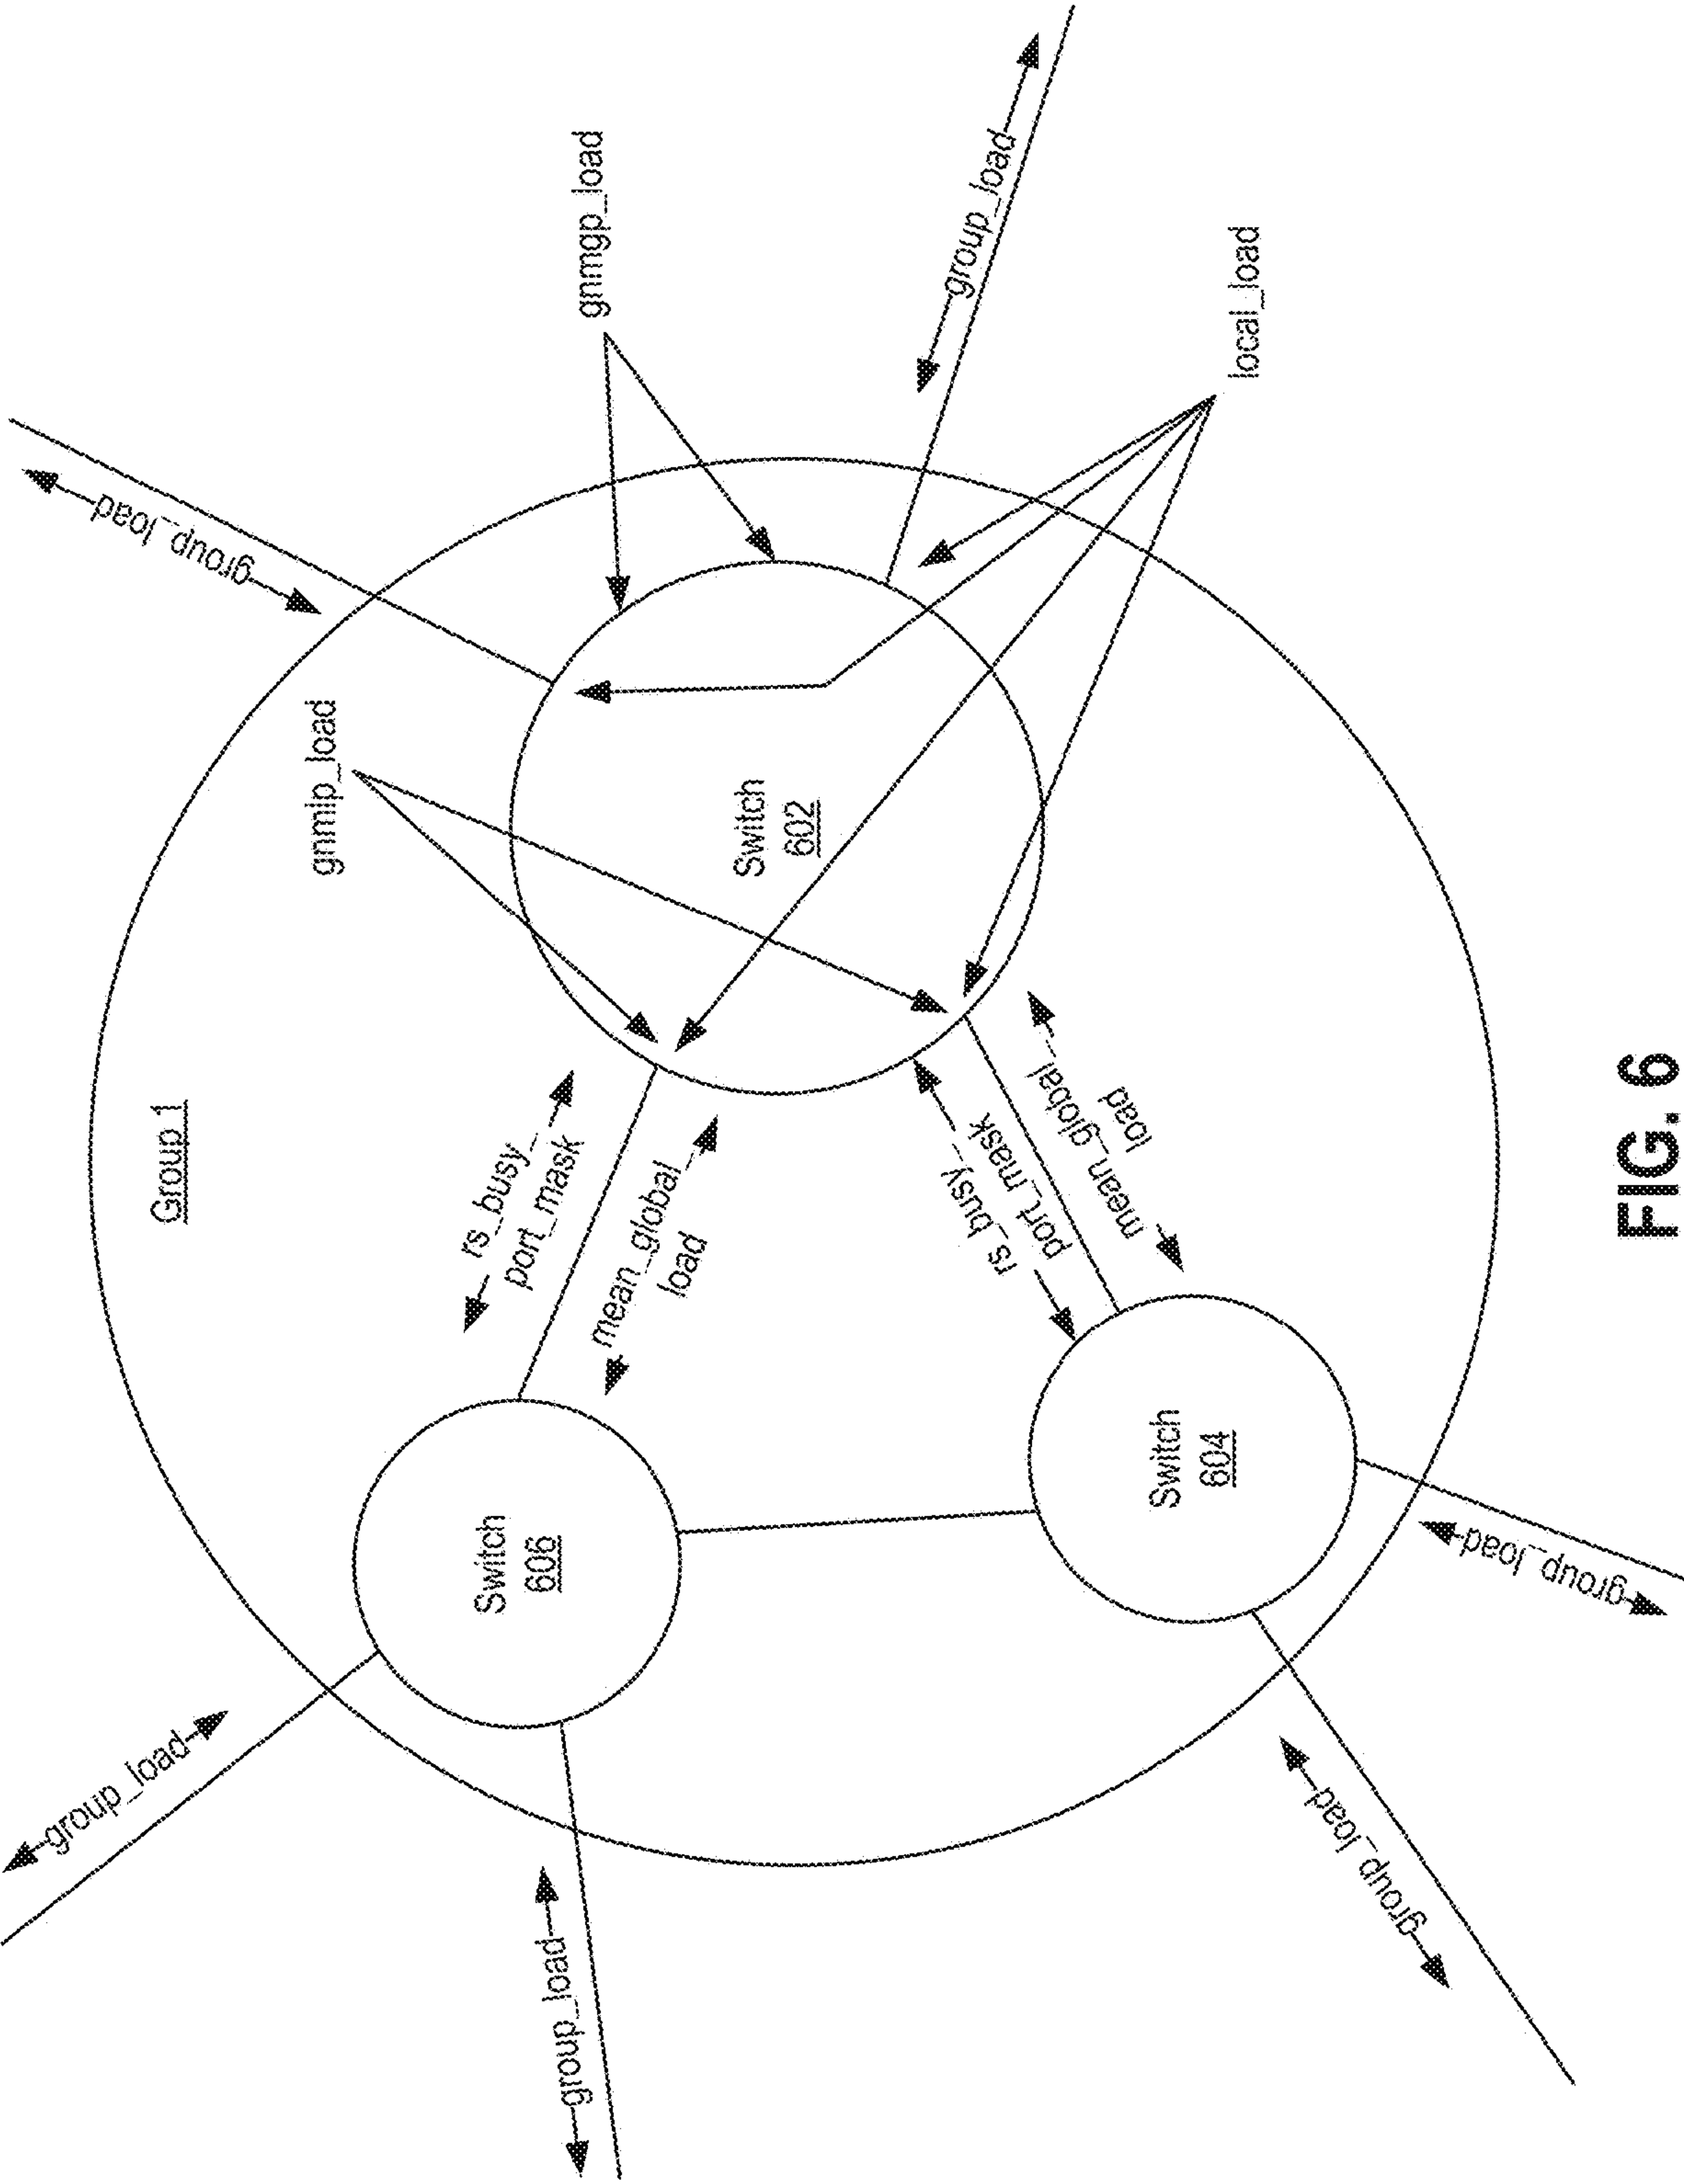 Group 1
group_load
group_load
gnmlp_load
gnmgp_load
group_load
rs_busy_
port_mask
mean_global_
load
Switch
602
local_load
Switch
606
rs_busy_
port_mask
mean_global_
load
Switch
604
group_load
group_load
group_load
FIG. 6